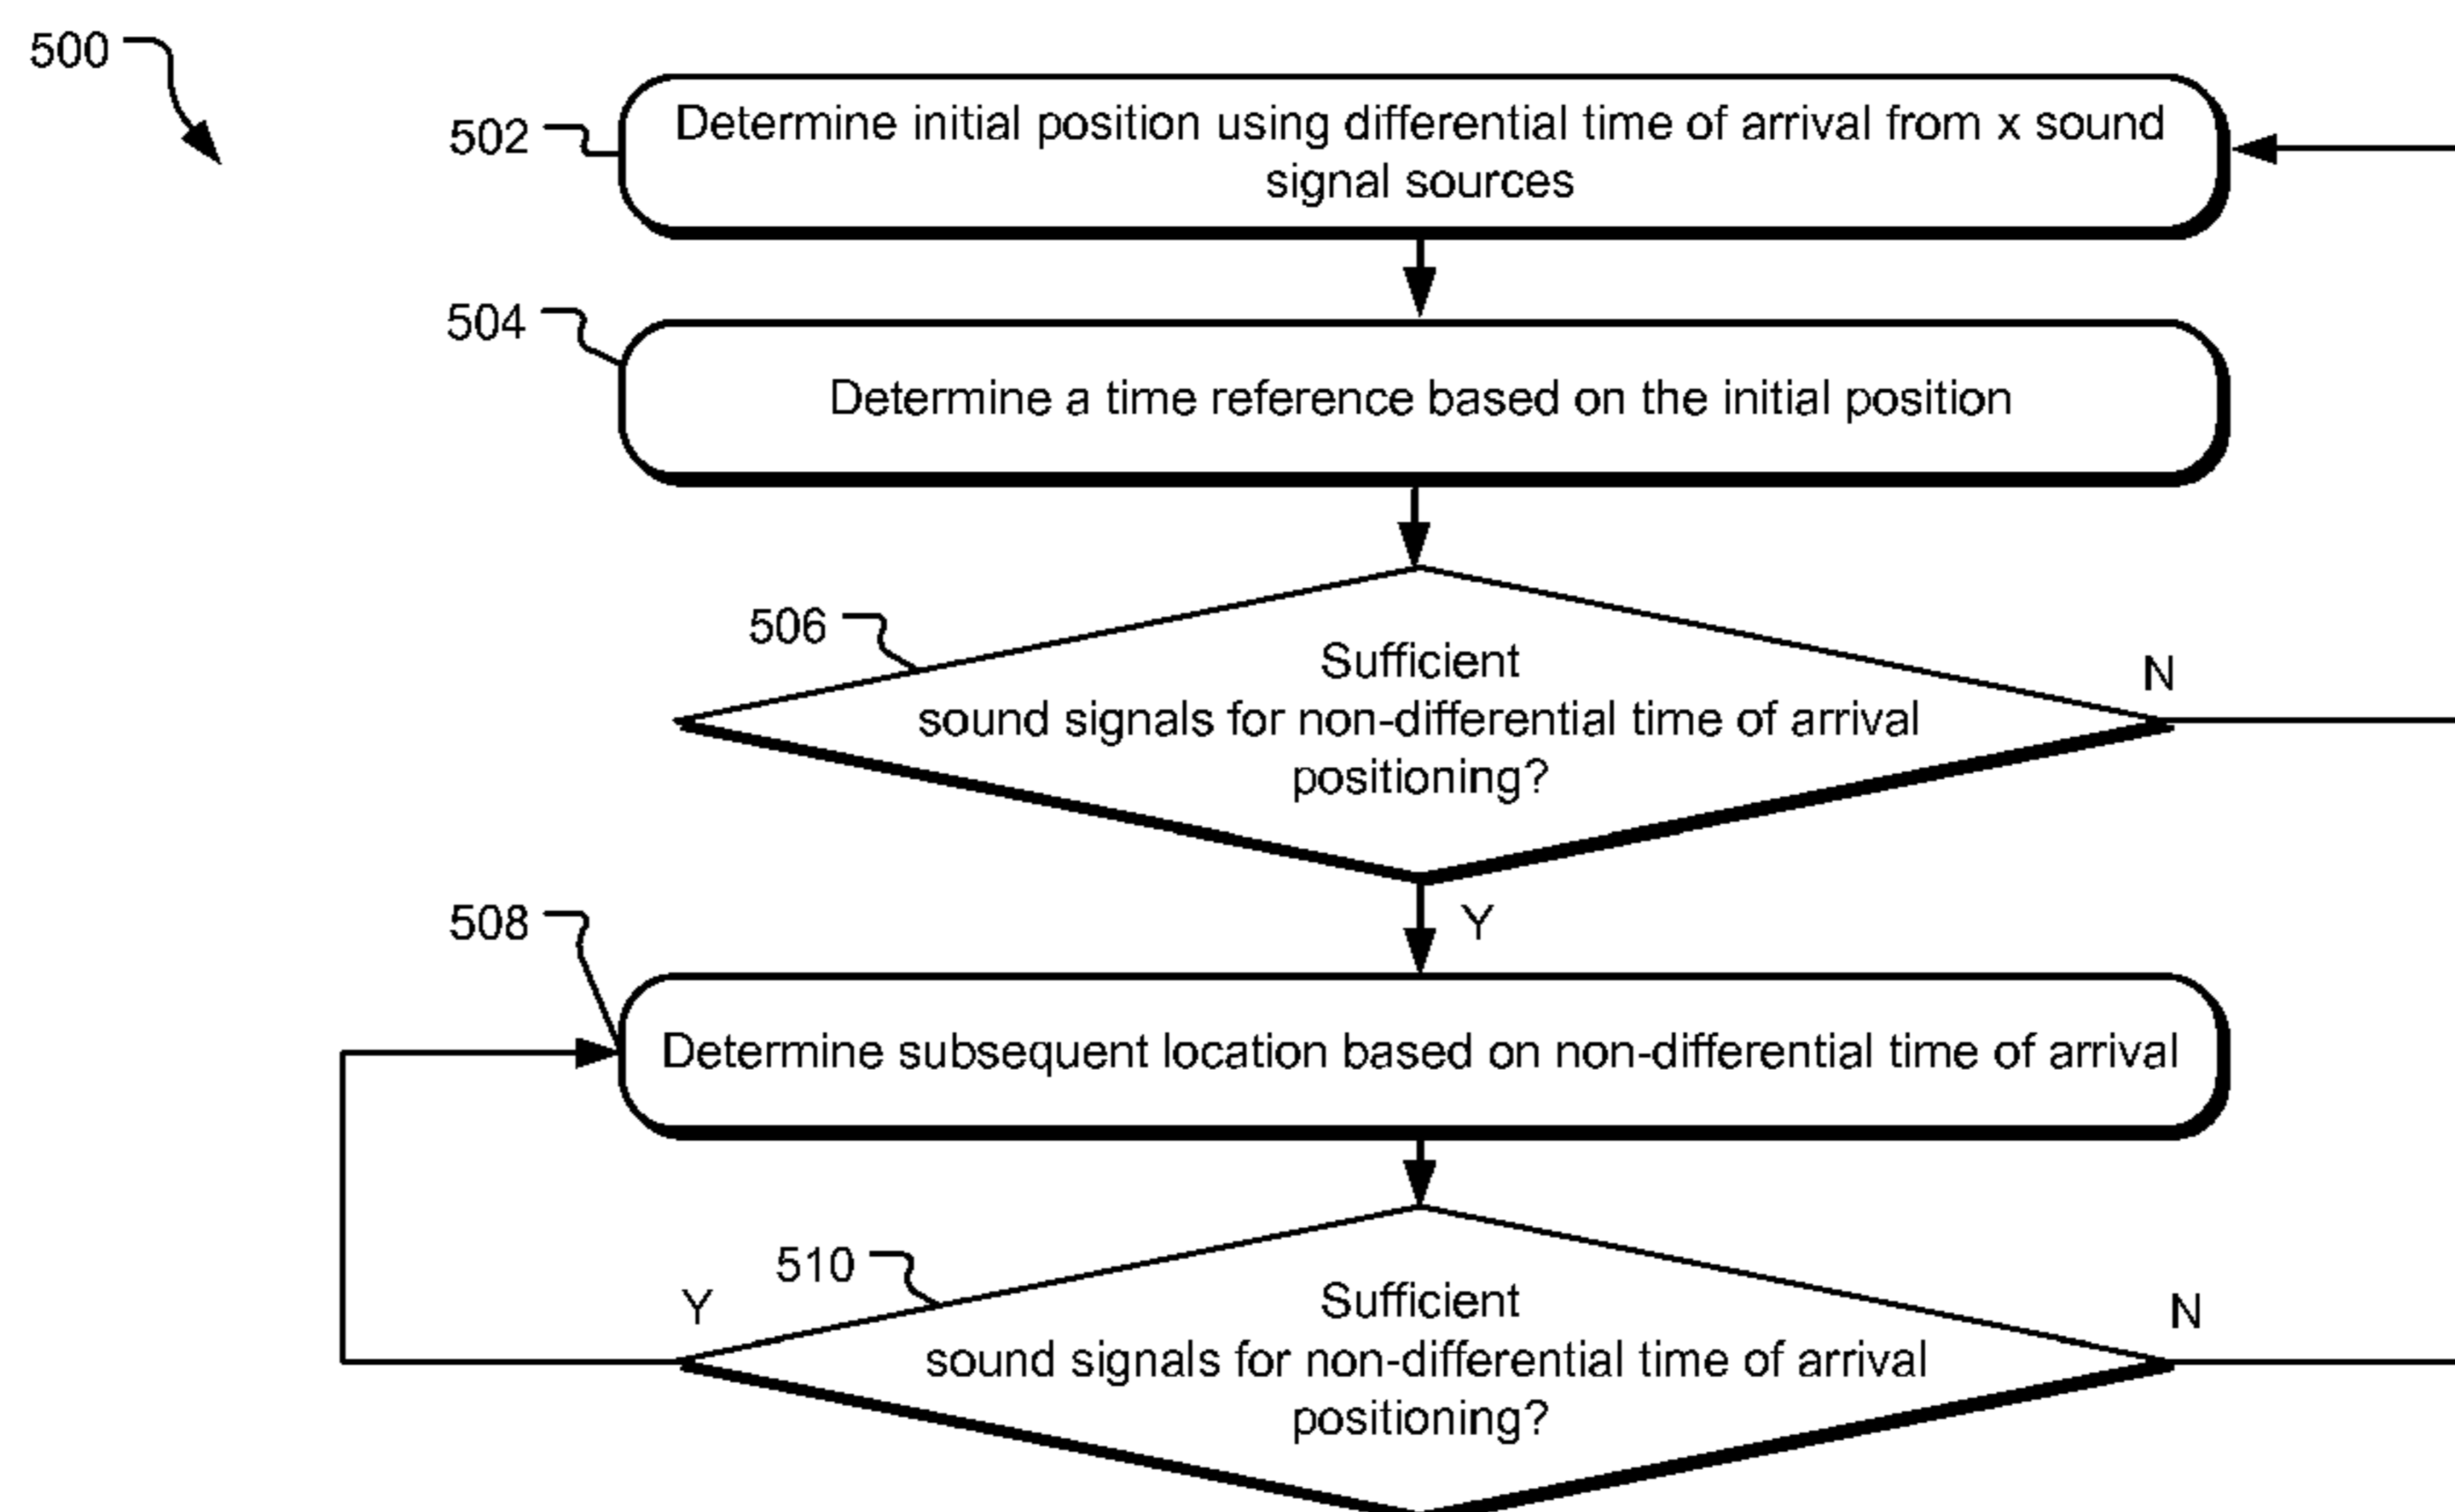 500
502
Determine initial position using differential time of arrival from x sound
signal sources
504
Determine a time reference based on the initial position
506
Sufficient
sound signals for non-differential time of arrival
positioning?
N
Y
508
Determine subsequent location based on non-differential time of arrival
510
Y
Sufficient
sound signals for non-differential time of arrival
positioning?
N